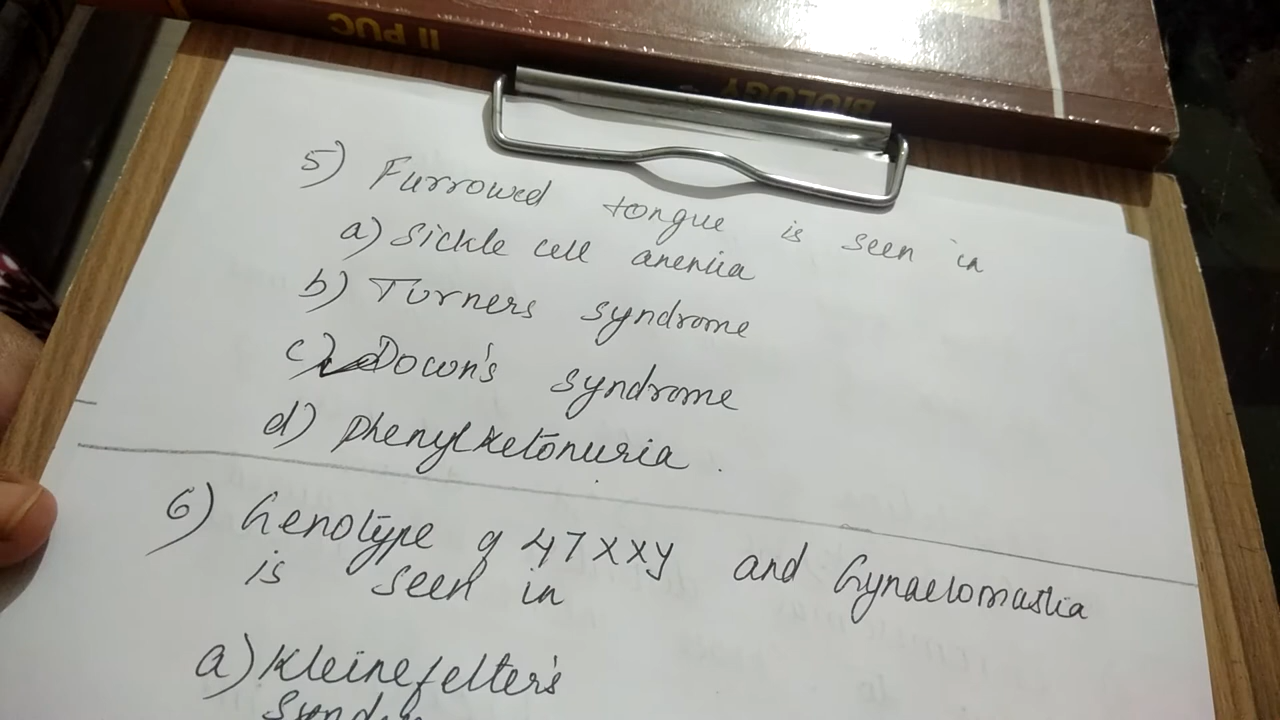 II PUC
BIOLOGY
5) Furrowed tongue is seen in
a) Sickle cell anemia
b) Turners syndrome
c) Down's syndrome
d) phenylketonuria.
6) Genotype of 47XXY and Gynaecomastia
is seen in
a) Kleinefelter's
Syndr